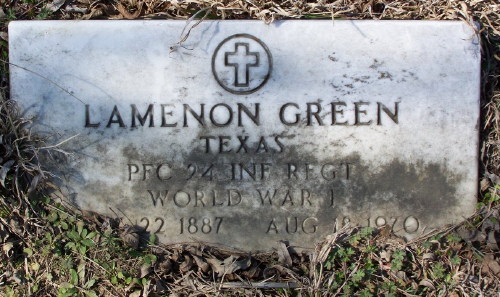 LAMENON GREEN
TEXAS
PFC 24 INF REGT
WORLD WAR I
22 1887 AUG 18 1970